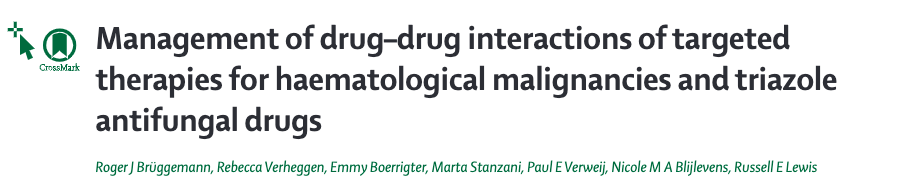 Management of drug–drug interactions of targeted
therapies for haematological malignancies and triazole
antifungal drugs
CrossMark
Roger J Brüggemann, Rebecca Verheggen, Emmy Boerrigter, Marta Stanzani, Paul E Verweij, Nicole M A Blijlevens, Russell E Lewis